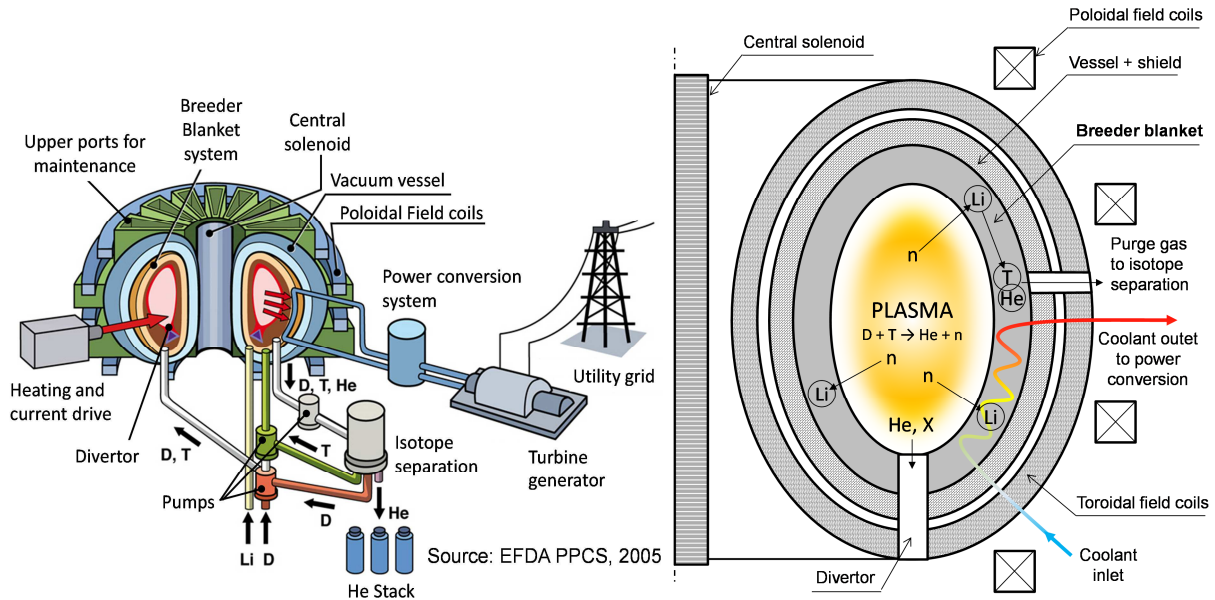 Upper ports for
maintenance
Breeder
Blanket
system
Central
solenoid
Vacuum vessel
Poloidal Field coils
Power conversion
system
Utility grid
Heating and
current drive
Divertor
D, T
D, T, He
T
Isotope
separation
Turbine
generator
Pumps
D
He
Li
D
He Stack
Source: EFDA PPCS, 2005
Central solenoid
Poloidal field coils
Vessel + shield
Breeder blanket
Li
n
T
He
Purge gas
to isotope
separation
PLASMA
D + T → He + n
n
Li
n
Li
He, X
Coolant outet
to power
conversion
Toroidal field coils
Coolant
inlet
Divertor